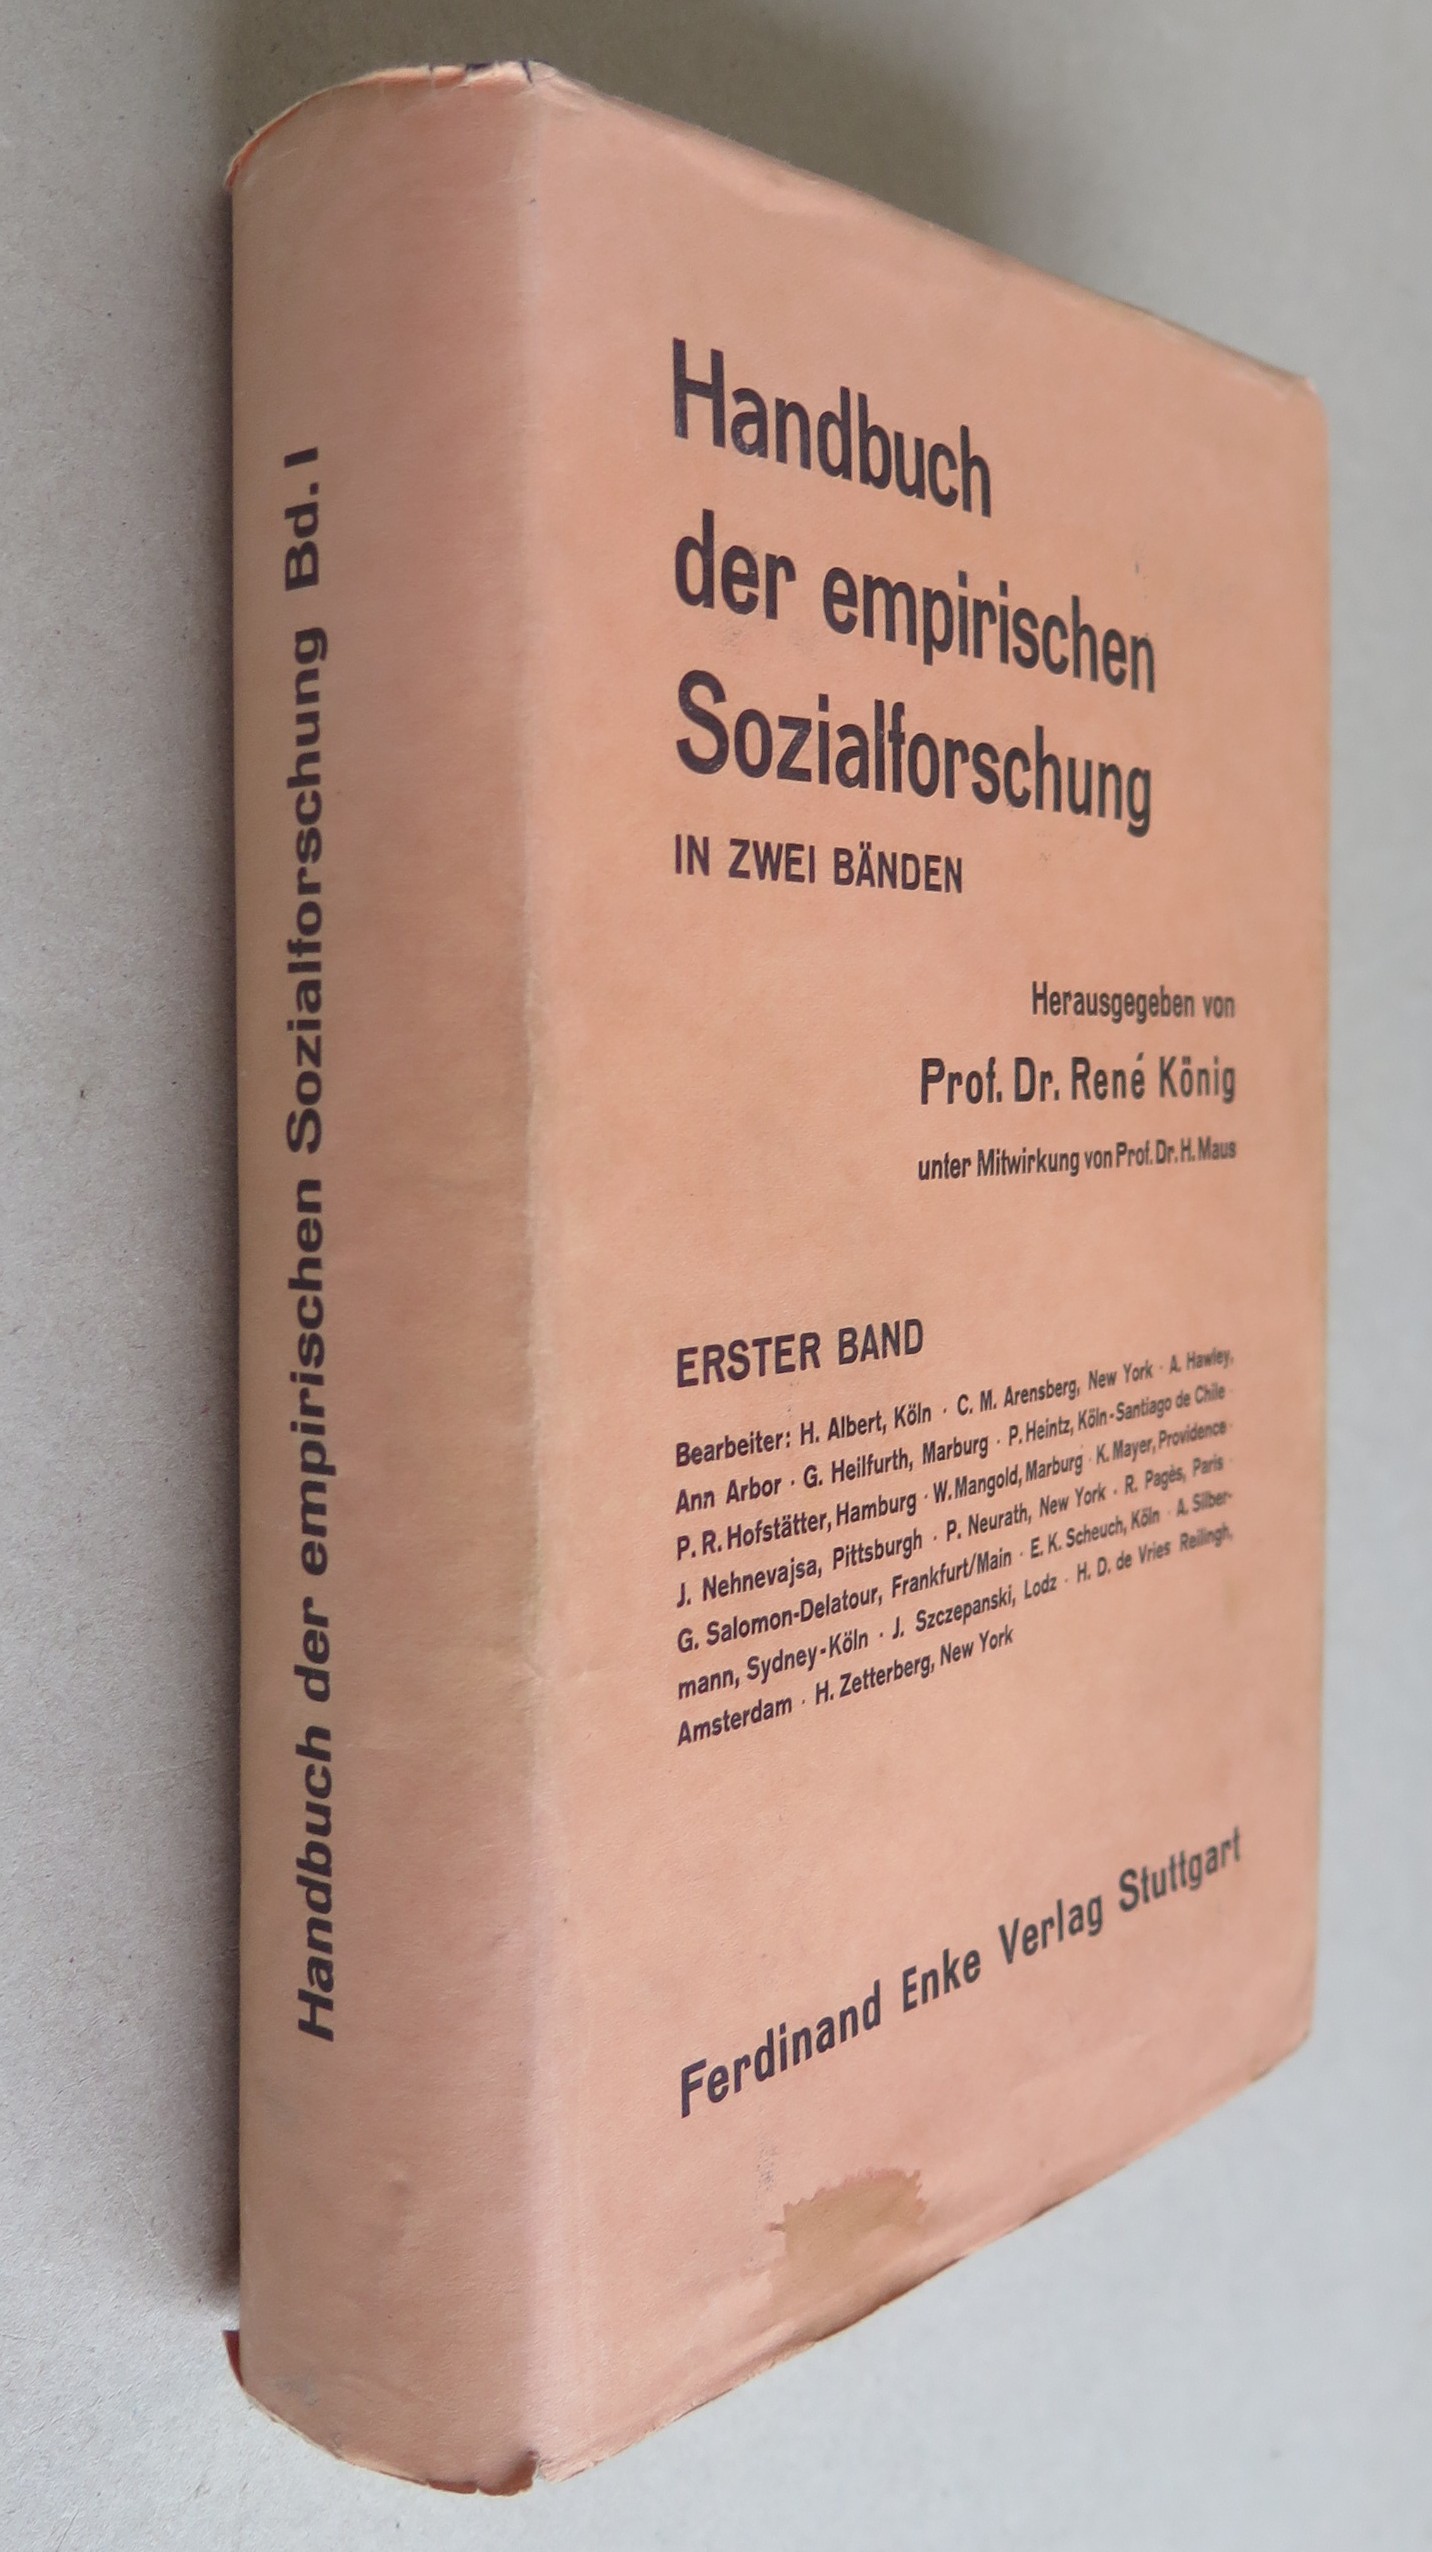 Handbuch der empirischen Sozialforschung Bd. I
Handbuch
der empirischen
Sozialforschung
IN ZWEI BÄNDEN
Herausgegeben von
Prof. Dr. René König
unter Mitwirkung von Prof. Dr. H. Maus
ERSTER BAND
Bearbeiter: H. Albert, Köln · C. M. Arensberg, New York · A. Hawley,
Ann Arbor · G. Heilfurth, Marburg · P. Heintz, Köln-Santiago de Chile ·
P. R. Hofstätter, Hamburg · W. Mangold, Marburg · K. Mayer, Providence ·
J. Nehnevajsa, Pittsburgh · P. Neurath, New York · R. Pagès, Paris ·
G. Salomon-Delatour, Frankfurt/Main · E. K. Scheuch, Köln · A. Silber-
mann, Sydney-Köln · J. Szczepanski, Lodz · H. D. de Vries Reilingh,
Amsterdam · H. Zetterberg, New York
Ferdinand Enke Verlag Stuttgart